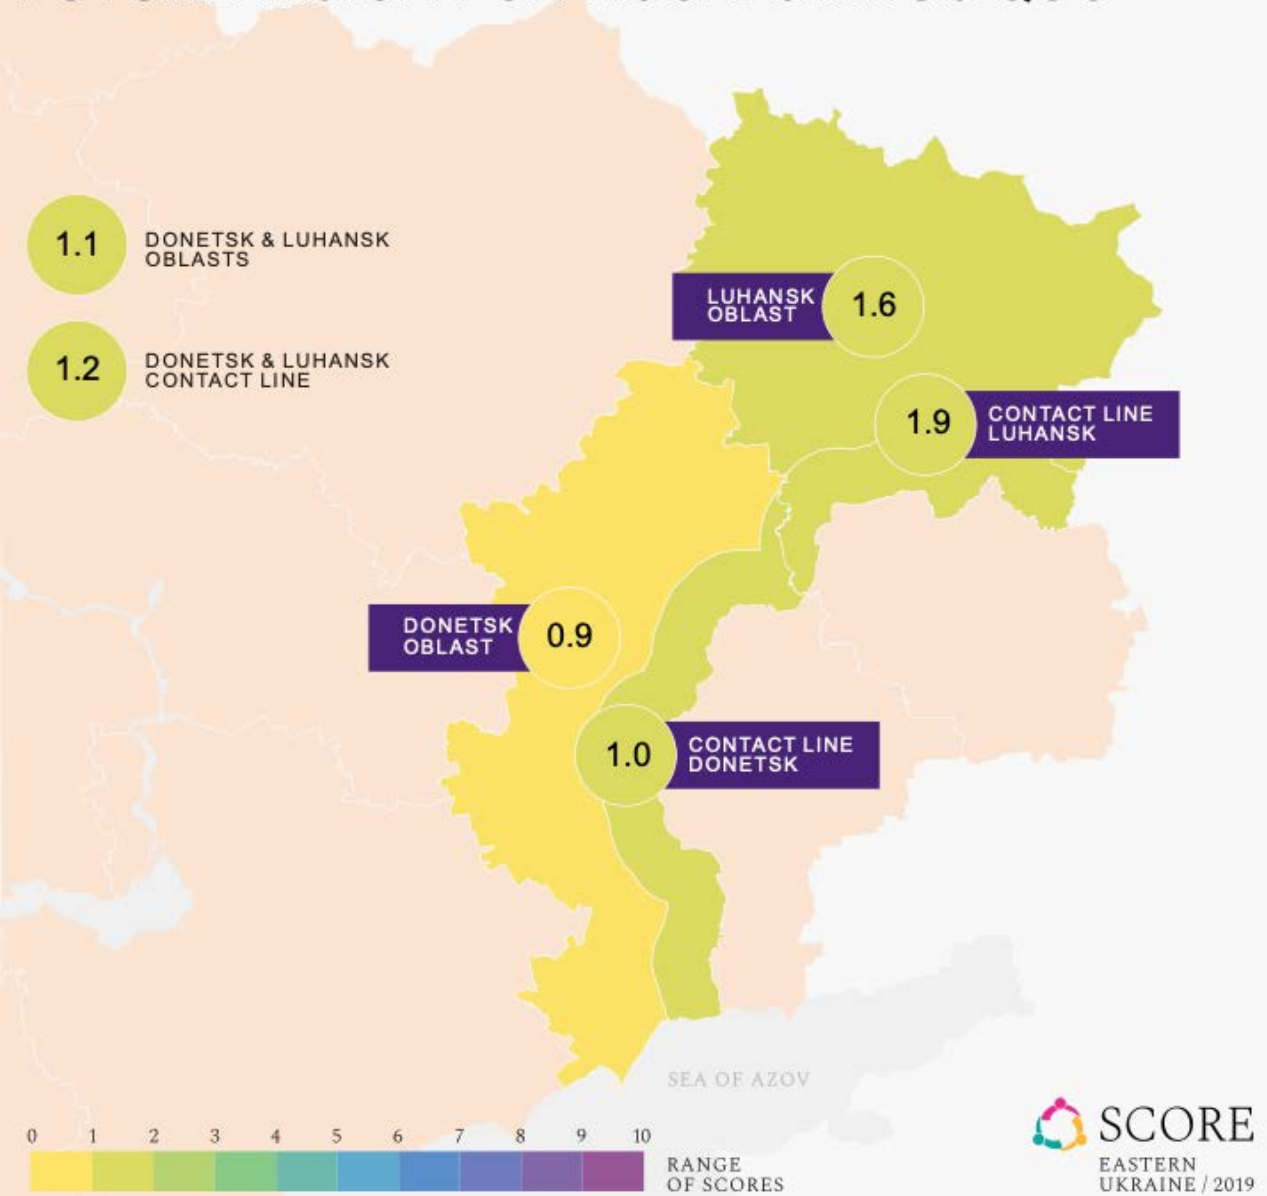 1.1
DONETSK & LUHANSK
OBLASTS
1.2
DONETSK & LUHANSK
CONTACT LINE
LUHANSK
OBLAST
1.6
1.9
CONTACT LINE
LUHANSK
DONETSK
OBLAST
0.9
1.0
CONTACT LINE
DONETSK
SEA OF AZOV
0 1 2 3 4 5 6 7 8 9 10
RANGE
OF SCORES
SCORE
EASTERN
UKRAINE / 2019